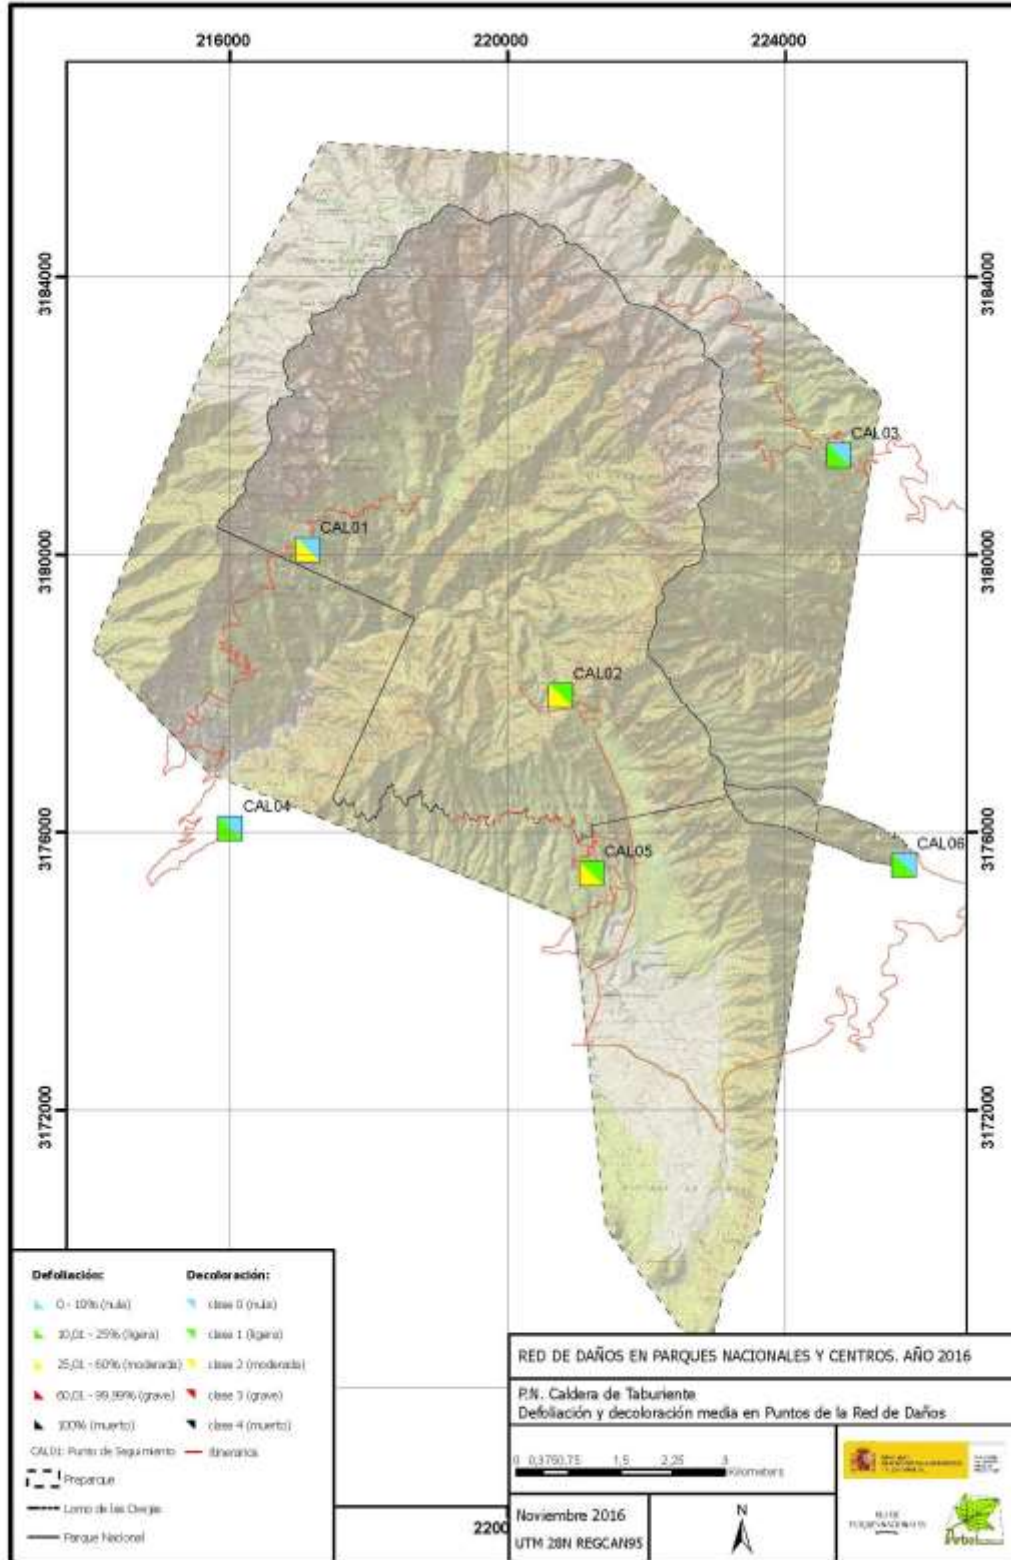 216000
220000
224000
3184000
3184000
CAL03
CAL01
3180000
3180000
CAL02
CAL04
3176000
3176000
CAL05
CAL06
3172000
3172000
Defoliación:
Decoloración:
0 - 10% (nula)
clase 0 (nula)
10,01 - 25% (ligera)
clase 1 (ligera)
25,01 - 60% (moderada)
clase 2 (moderada)
60,01 - 99,99% (grave)
clase 3 (grave)
100% (muerto)
clase 4 (muerto)
CAL01: Punto de Seguimiento
Itinerarios
Preparque
Parque Nacional
RED DE DAÑOS EN PARQUES NACIONALES Y CENTROS. AÑO 2016
P.N. Caldera de Taburiente
Defoliación y decoloración media en Puntos de la Red de Daños
0 0,375 0,75 1,5 2,25 3
Kilometers
Noviembre 2016
UTM 28N REGCAN95
N
220